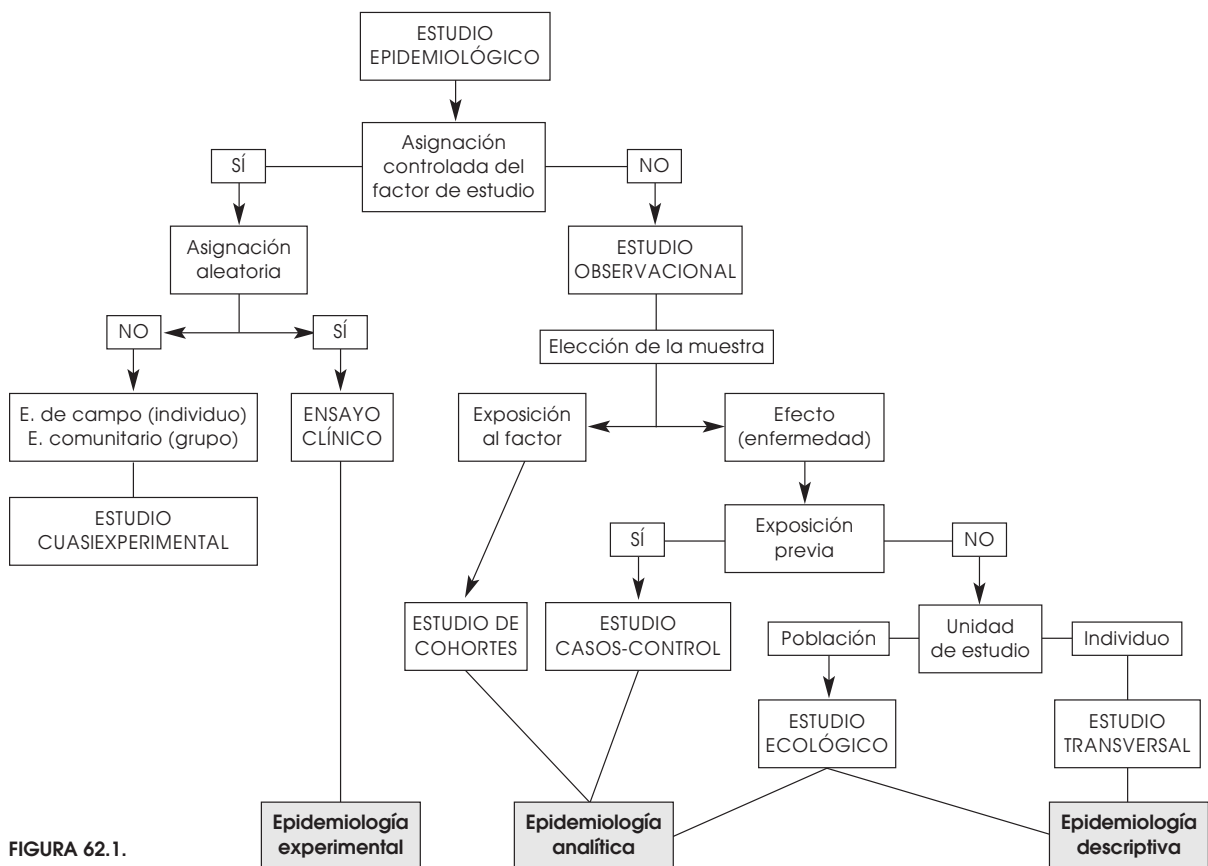 ESTUDIO
EPIDEMIOLÓGICO
Asignación
controlada del
factor de estudio
SÍ
NO
Asignación
aleatoria
ESTUDIO
OBSERVACIONAL
NO
SÍ
Elección de la muestra
E. de campo (individuo)
E. comunitario (grupo)
ENSAYO
CLÍNICO
Exposición
al factor
Efecto
(enfermedad)
ESTUDIO
CUASIEXPERIMENTAL
SÍ
Exposición
previa
NO
ESTUDIO DE
COHORTES
ESTUDIO
CASOS-CONTROL
Población
Unidad
de estudio
Individuo
ESTUDIO
ECOLÓGICO
ESTUDIO
TRANSVERSAL
Epidemiología
experimental
Epidemiología
analítica
Epidemiología
descriptiva
FIGURA 62.1.